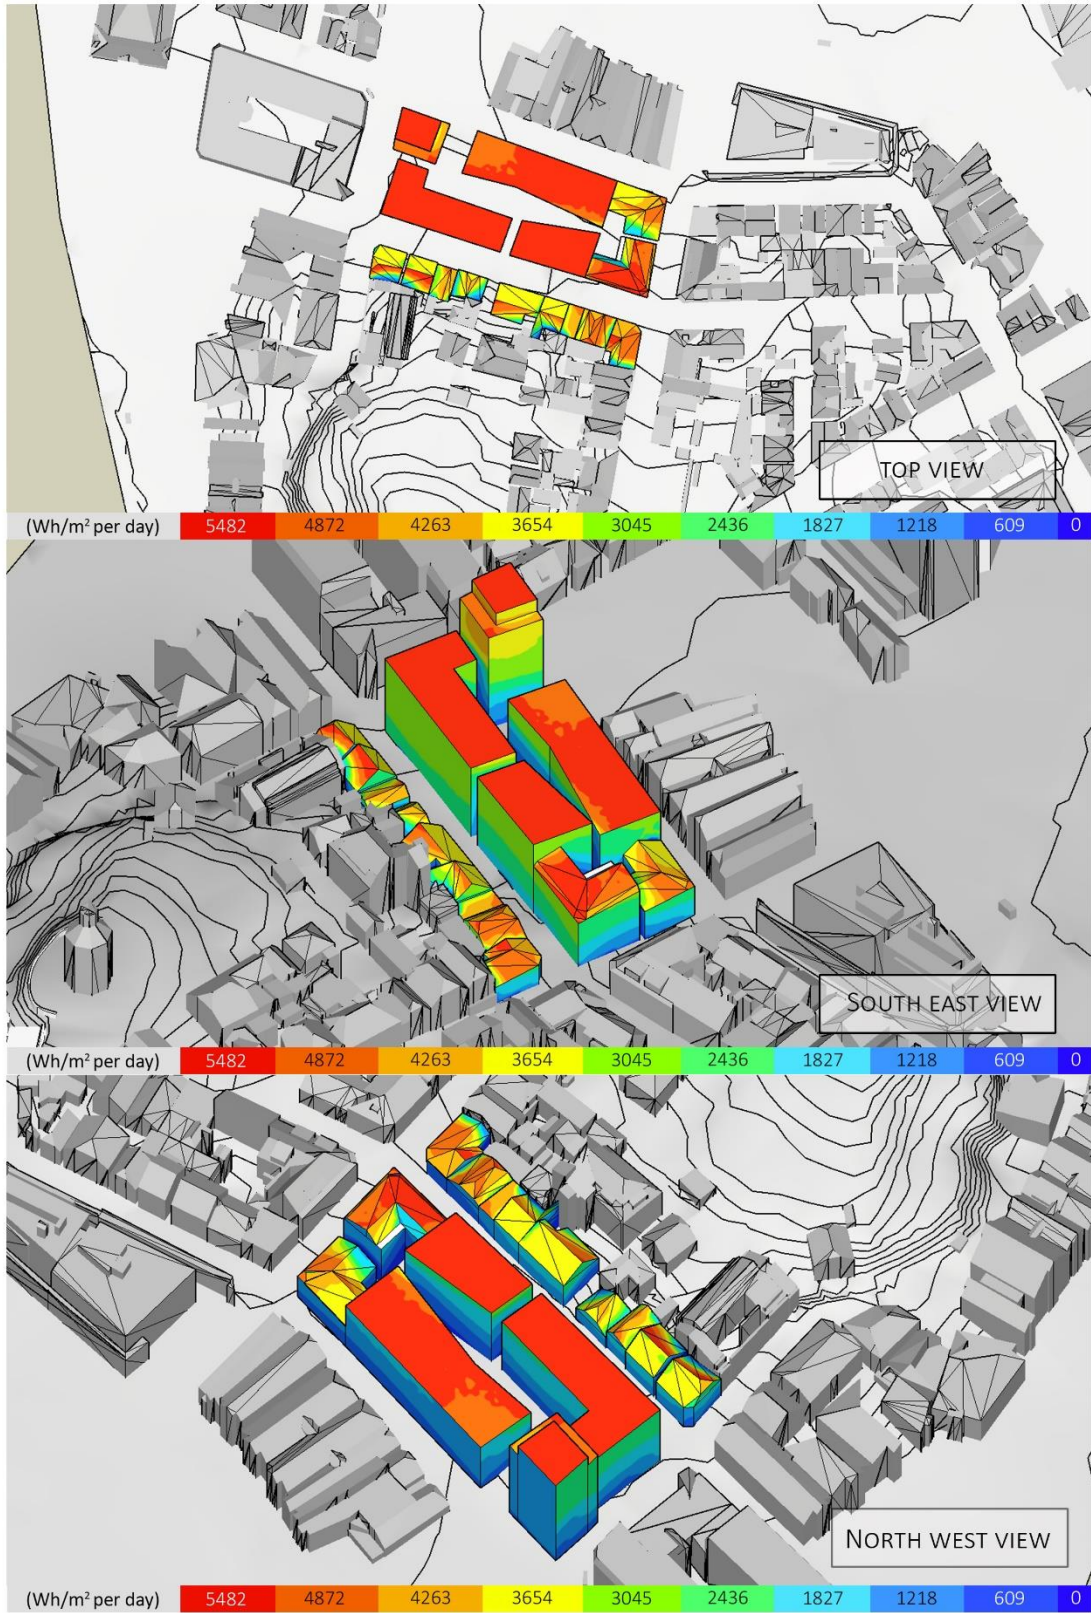 TOP VIEW
(Wh/m² per day) 5482 4872 4263 3654 3045 2436 1827 1218 609 0
SOUTH EAST VIEW
(Wh/m² per day) 5482 4872 4263 3654 3045 2436 1827 1218 609 0
NORTH WEST VIEW
(Wh/m² per day) 5482 4872 4263 3654 3045 2436 1827 1218 609 0